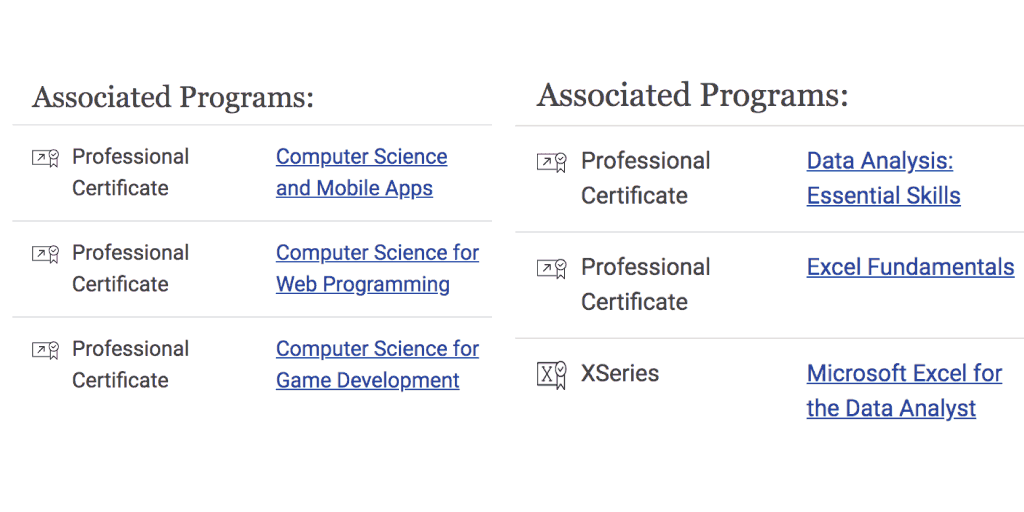 Associated Programs:
Professional
Certificate
Computer Science
and Mobile Apps
Professional
Certificate
Computer Science for
Web Programming
Professional
Certificate
Computer Science for
Game Development
Associated Programs:
Professional
Certificate
Data Analysis:
Essential Skills
Professional
Certificate
Excel Fundamentals
XSeries
Microsoft Excel for
the Data Analyst